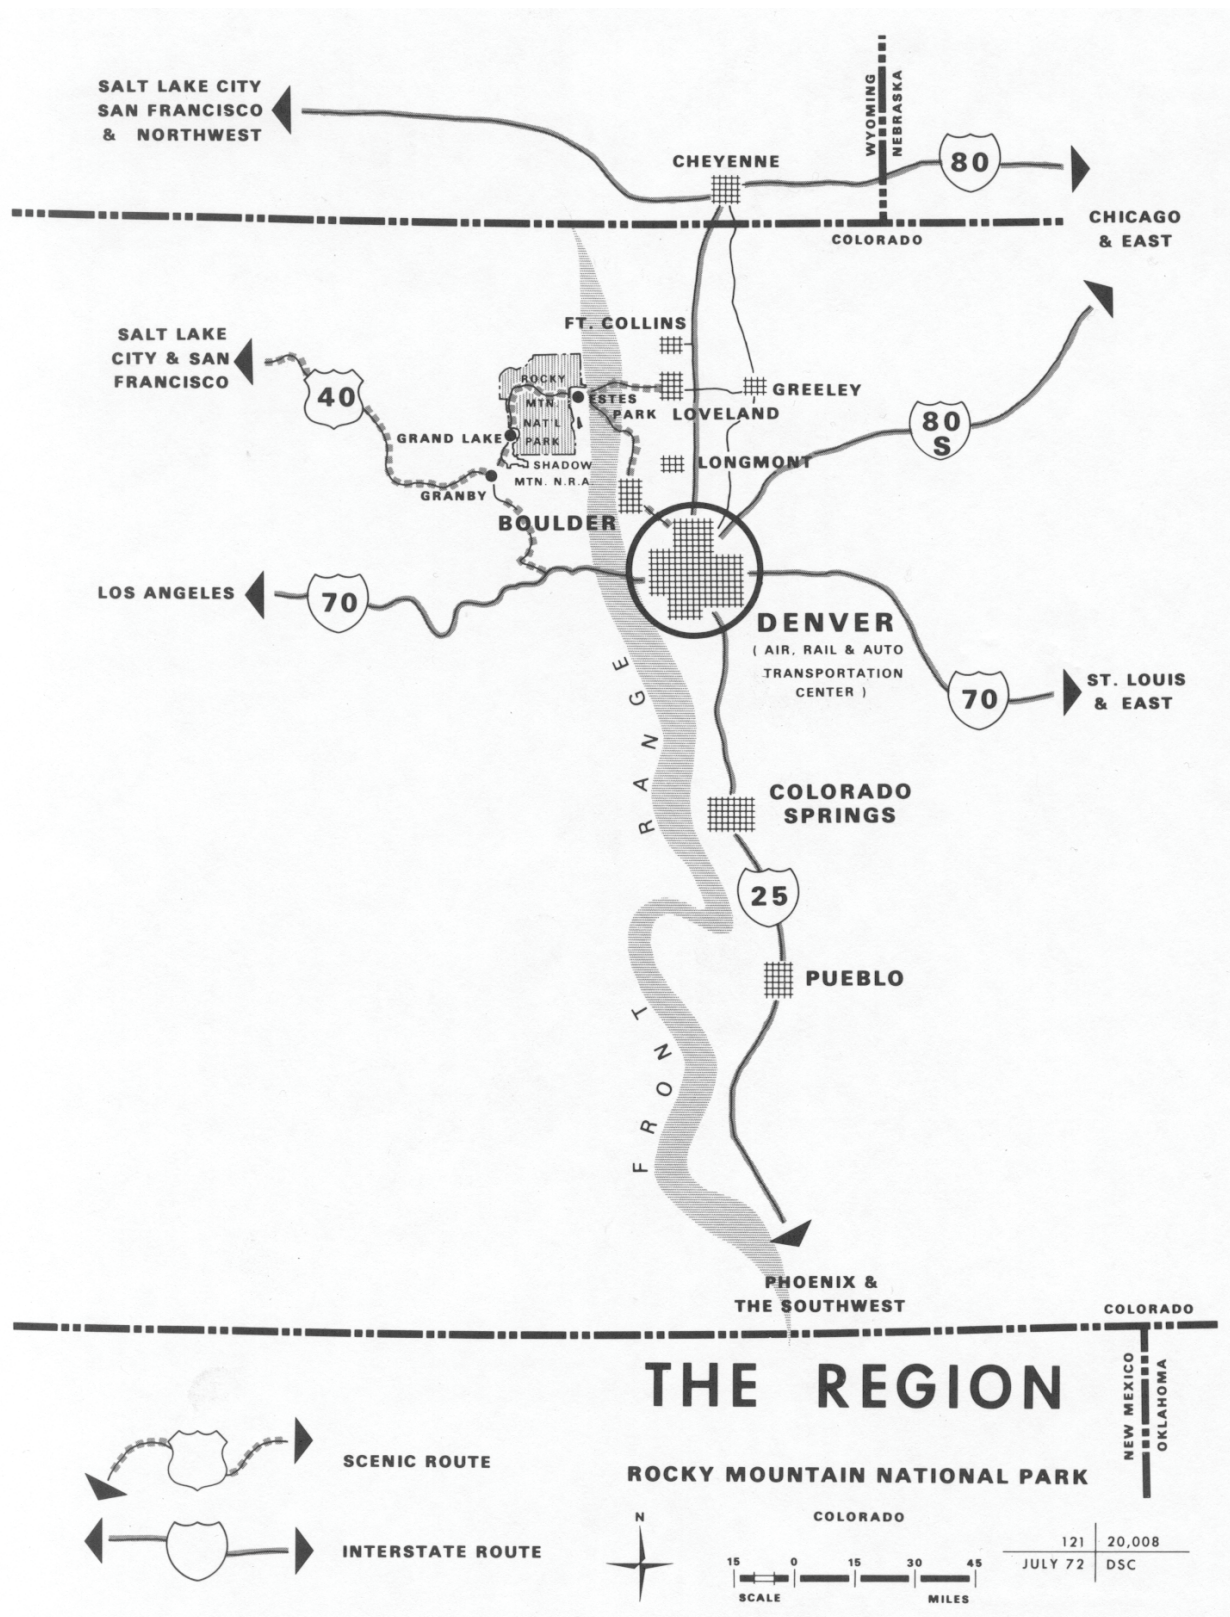 SALT LAKE CITY
SAN FRANCISCO
& NORTHWEST
WYOMING
NEBRASKA
CHEYENNE
80
CHICAGO
& EAST
COLORADO
SALT LAKE
CITY & SAN
FRANCISCO
40
FT. COLLINS
ROCKY
MTN.
NAT'L
PARK
ESTES
PARK
LOVELAND
GREELEY
80
S
GRAND LAKE
SHADOW
MTN. N.R.A.
GRANBY
LONGMONT
BOULDER
LOS ANGELES
70
DENVER
( AIR, RAIL & AUTO
TRANSPORTATION
CENTER )
70
ST. LOUIS
& EAST
FRONT RANGE
COLORADO
SPRINGS
25
PUEBLO
PHOENIX &
THE SOUTHWEST
COLORADO
NEW MEXICO
OKLAHOMA
THE REGION
ROCKY MOUNTAIN NATIONAL PARK
COLORADO
SCENIC ROUTE
INTERSTATE ROUTE
N
15 0 15 30 45
SCALE MILES
121 20,008
JULY 72 DSC